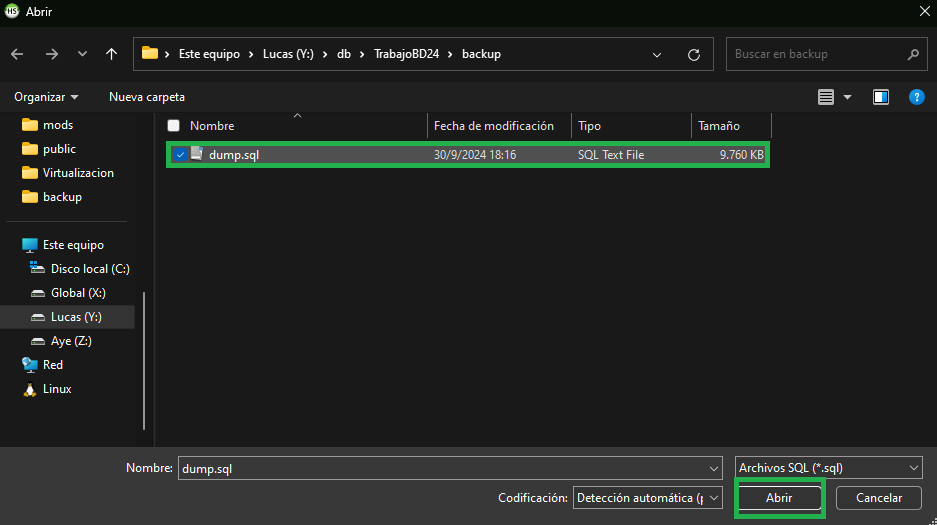 HS Abrir
Este equipo > Lucas (Y:) > db > TrabajoBD24 > backup
Buscar en backup
Organizar Nueva carpeta
?
mods
public
Virtualizacion
backup
Este equipo
Disco local (C:)
Global (X:)
Lucas (Y:)
Aye (Z:)
Red
Linux
Nombre Fecha de modificación Tipo Tamaño
dump.sql 30/9/2024 18:16 SQL Text File 9.760 KB
Nombre: dump.sql Archivos SQL (*.sql)
Codificación: Detección automática (p
Abrir Cancelar